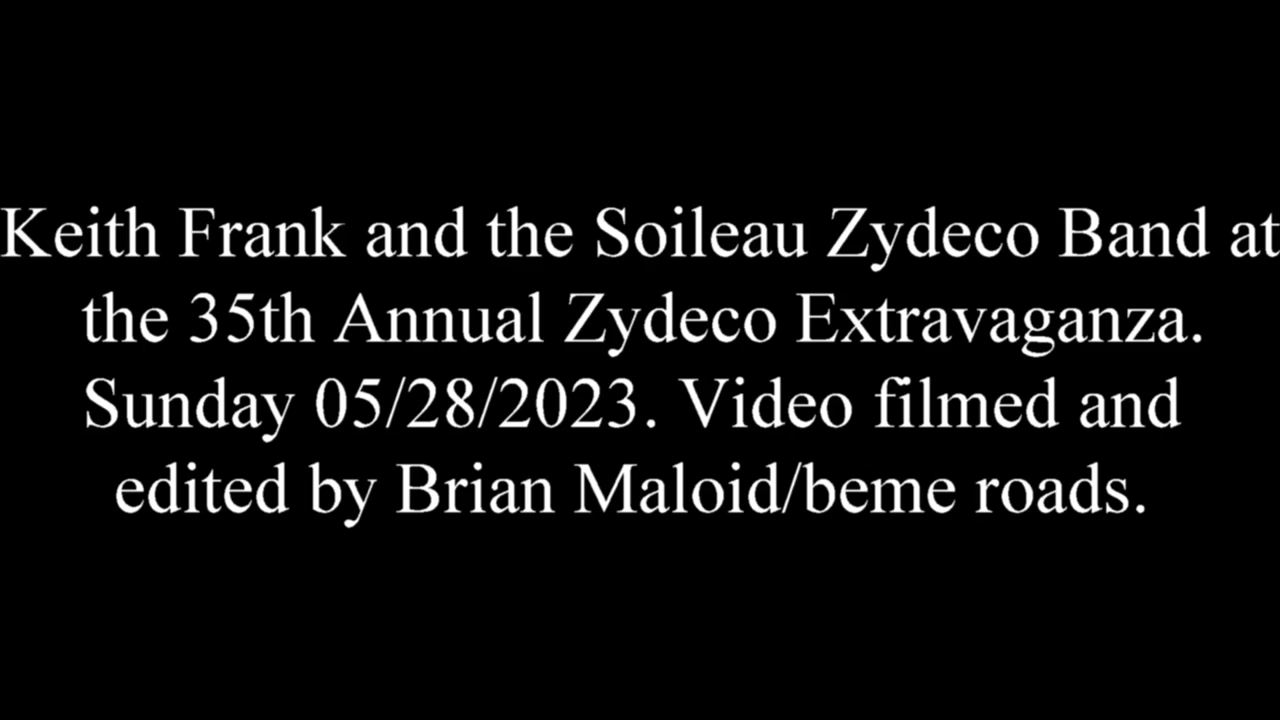 Keith Frank and the Soileau Zydeco Band at
the 35th Annual Zydeco Extravaganza.
Sunday 05/28/2023. Video filmed and
edited by Brian Maloid/beme roads.